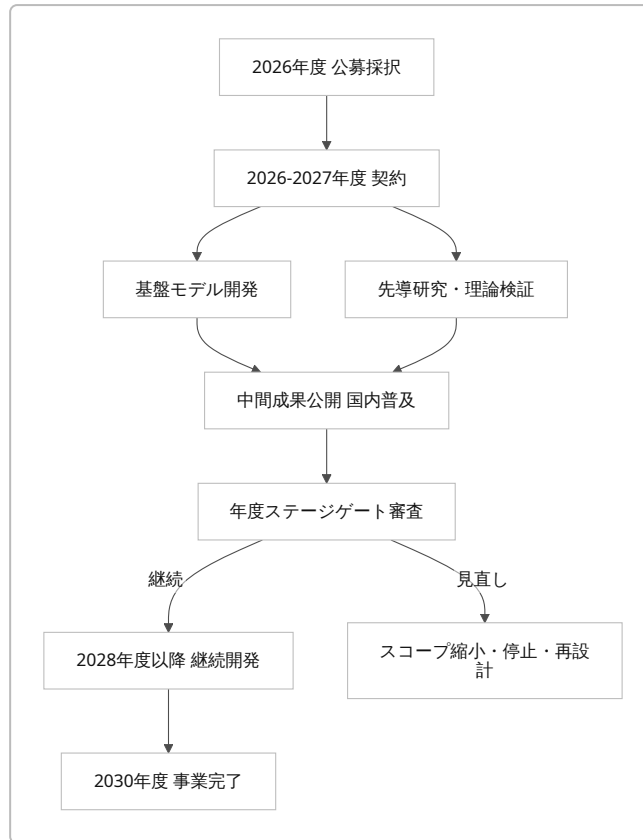 2026年度 公募採択
2026-2027年度 契約
基盤モデル開発
先導研究・理論検証
中間成果公開 国内普及
年度ステージゲート審査
継続
見直し
2028年度以降 継続開発
スコープ縮小・停止・再設
計
2030年度 事業完了